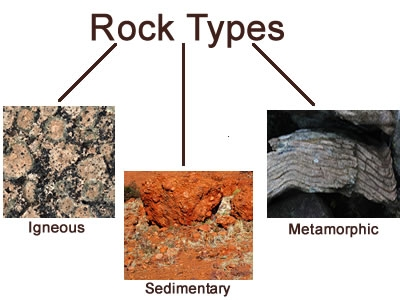 Rock Types
Igneous
Sedimentary
Metamorphic